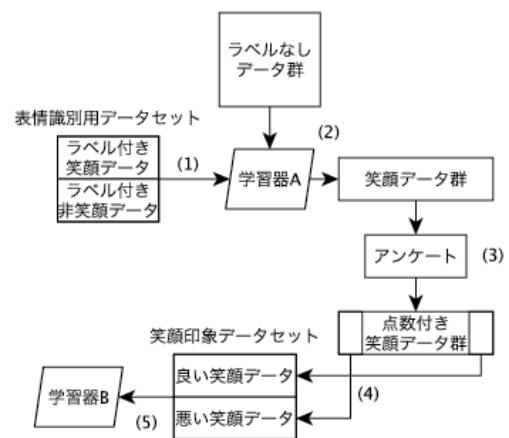 ラベルなし
データ群
表情識別用データセット
(2)
ラベル付き
笑顔データ
(1)
ラベル付き
非笑顔データ
学習器A
笑顔データ群
アンケート
(3)
点数付き
笑顔データ群
笑顔印象データセット
良い笑顔データ
(4)
学習器B
(5)
悪い笑顔データ